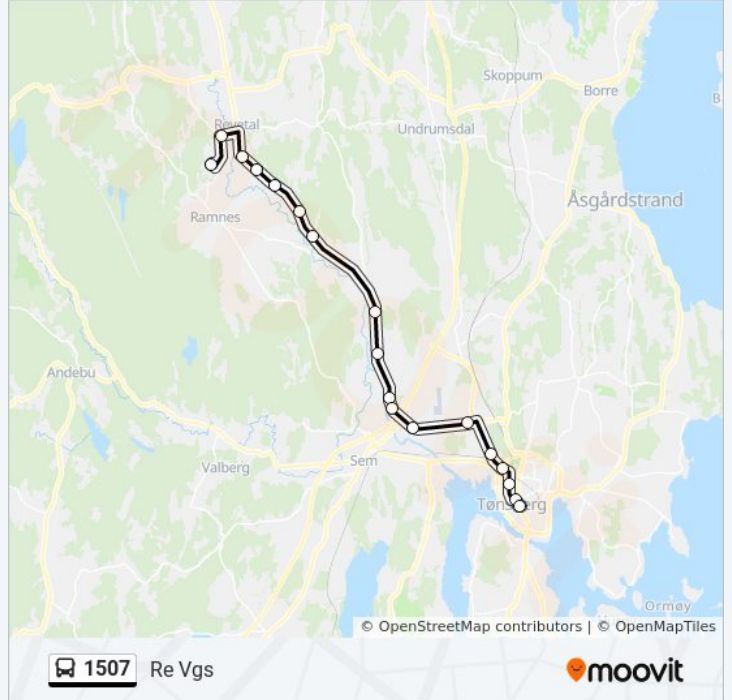 Skoppum
Borre
Revetal
Undrumsdal
Åsgårdstrand
Ramnes
Andebu
Sem
Valberg
Tønsberg
Ormøy
© OpenStreetMap contributors | © OpenMapTiles
1507 Re Vgs
moovit